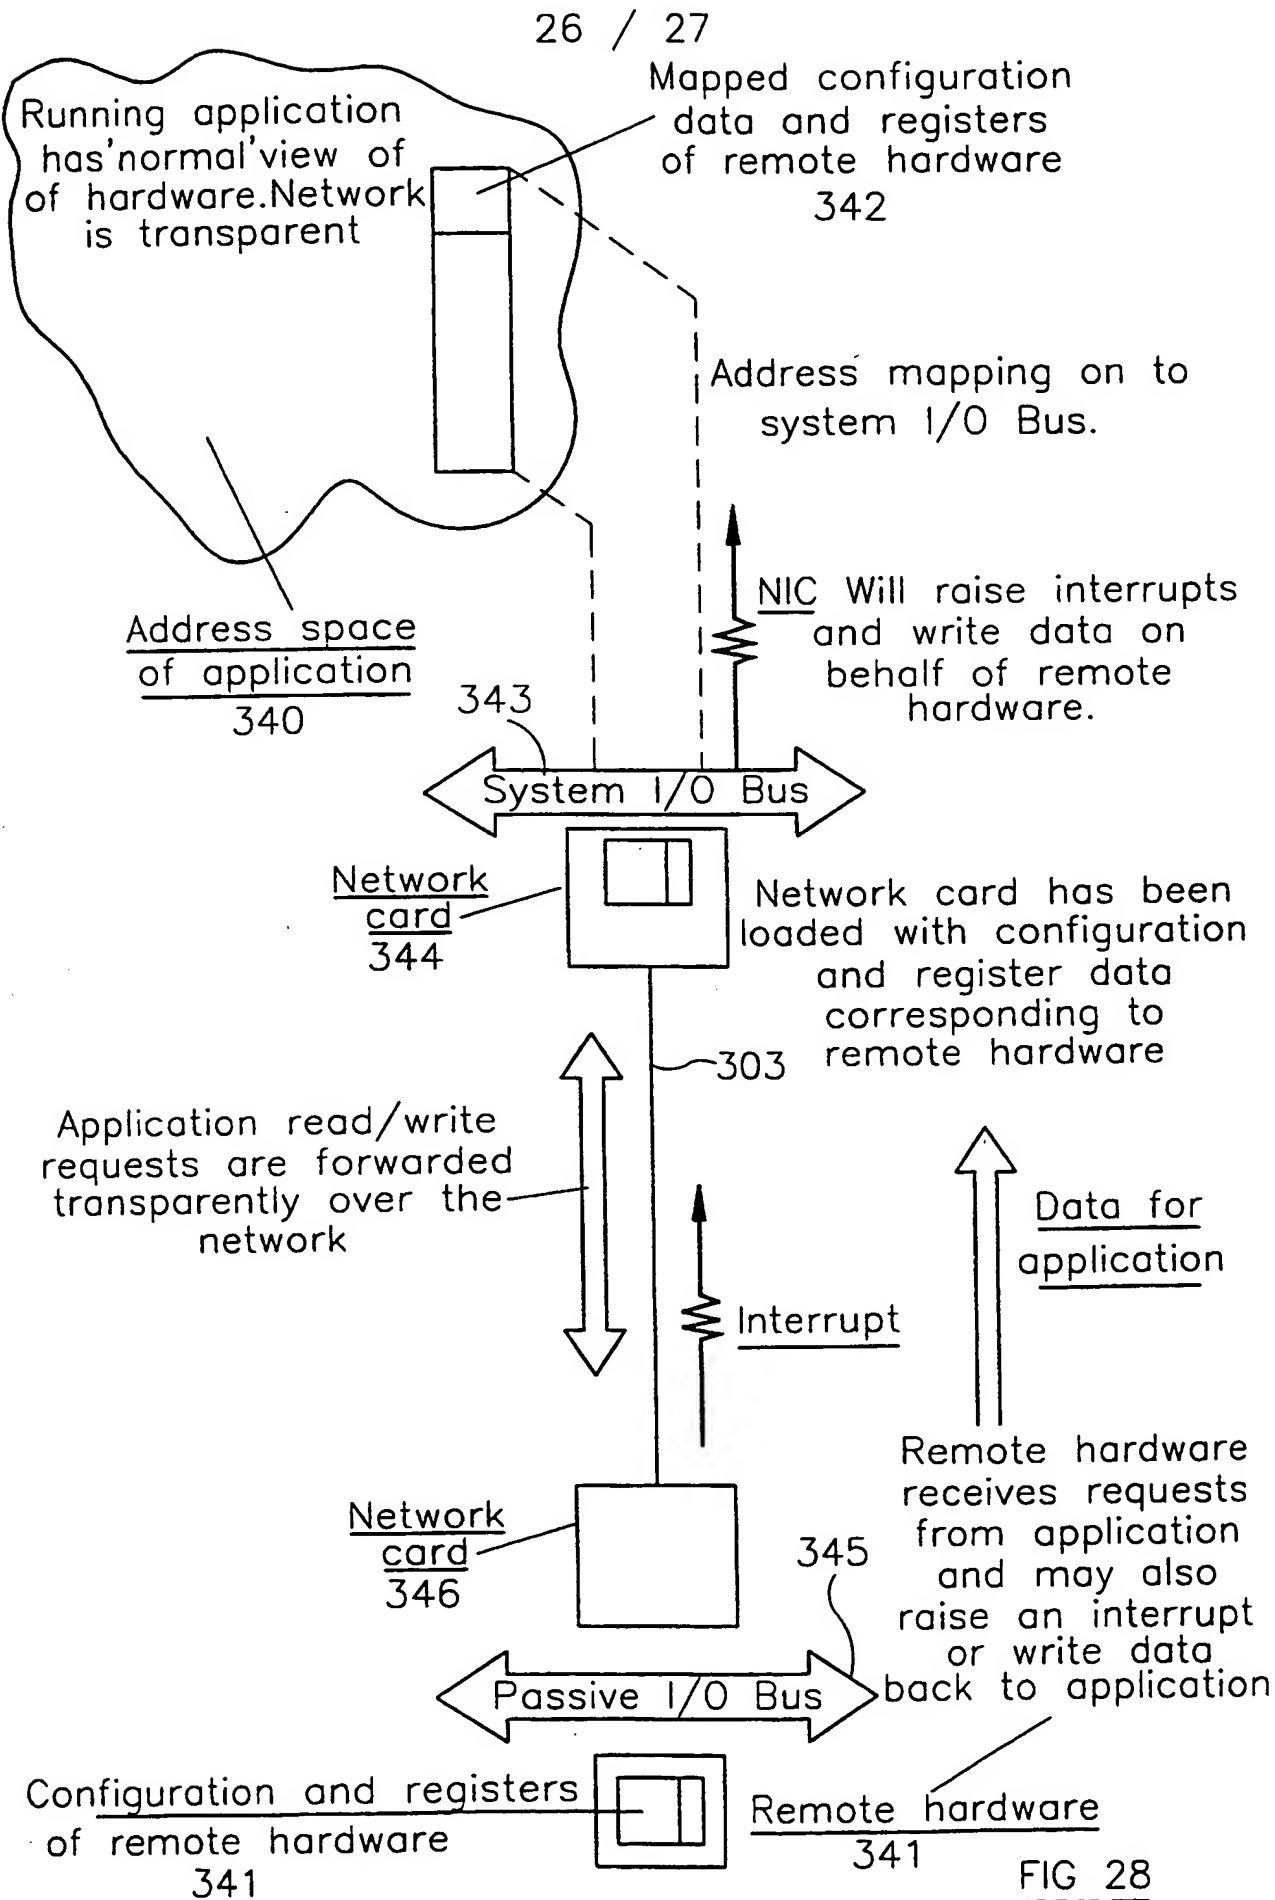 26 / 27
Running application
has'normal'view of
of hardware.Network
is transparent
Mapped configuration
data and registers
of remote hardware
342
Address mapping on to
system I/O Bus.
NIC Will raise interrupts
and write data on
behalf of remote
hardware.
Address space
of application
340
343
System I/O Bus
Network
card
344
Network card has been
loaded with configuration
and register data
corresponding to
remote hardware
303
Application read/write
requests are forwarded
transparently over the
network
Data for
application
Interrupt
Network
card
346
345
Remote hardware
receives requests
from application
and may also
raise an interrupt
or write data
back to application
Passive I/O Bus
Configuration and registers
of remote hardware
341
Remote hardware
341
FIG 28